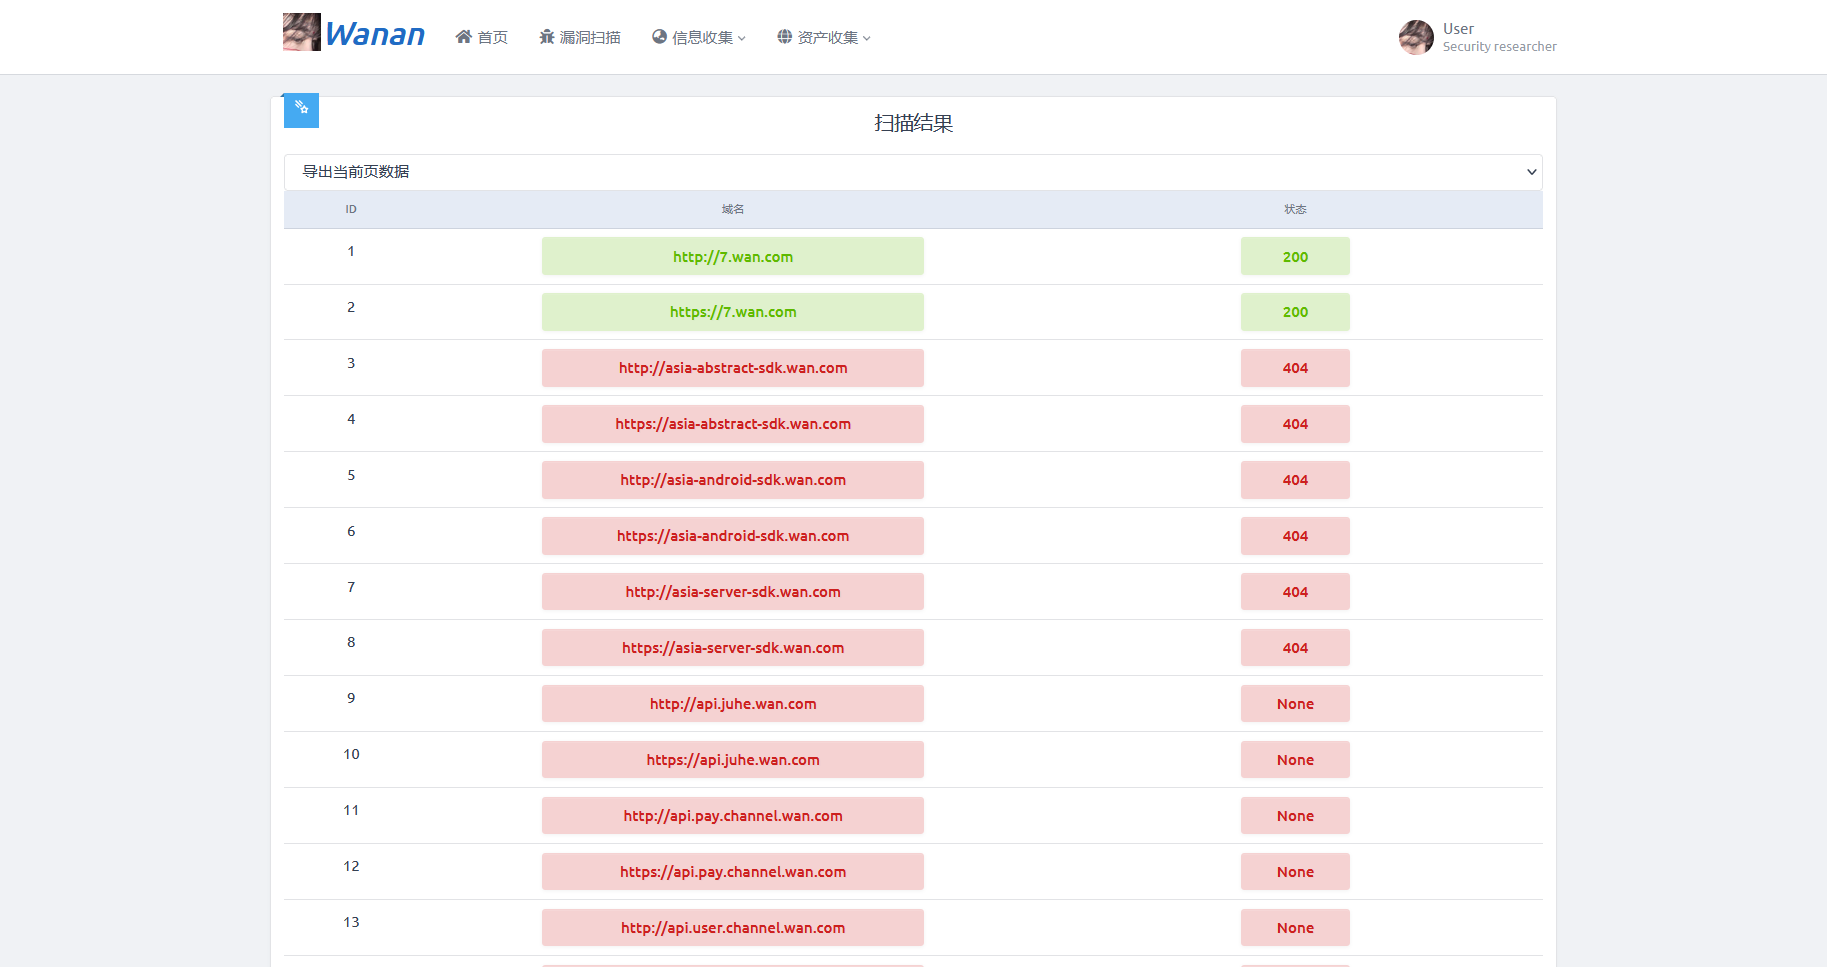 Wanan 首页 漏洞扫描 信息收集 资产收集 User
Security researcher
扫描结果
导出当前页数据
ID 域名 状态
1 http://7.wan.com 200
2 https://7.wan.com 200
3 http://asia-abstract-sdk.wan.com 404
4 https://asia-abstract-sdk.wan.com 404
5 http://asia-android-sdk.wan.com 404
6 https://asia-android-sdk.wan.com 404
7 http://asia-server-sdk.wan.com 404
8 https://asia-server-sdk.wan.com 404
9 http://api.juhe.wan.com None
10 https://api.juhe.wan.com None
11 http://api.pay.channel.wan.com None
12 https://api.pay.channel.wan.com None
13 http://api.user.channel.wan.com None